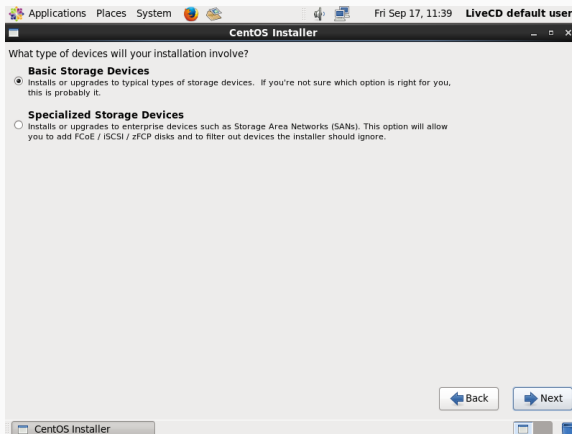 Applications Places System Fri Sep 17, 11:39 LiveCD default user
CentOS Installer
What type of devices will your installation involve?
Basic Storage Devices
Installs or upgrades to typical types of storage devices. If you're not sure which option is right for you,
this is probably it.
Specialized Storage Devices
Installs or upgrades to enterprise devices such as Storage Area Networks (SANs). This option will allow
you to add FCoE / iSCSI / zFCP disks and to filter out devices the installer should ignore.
Back Next
CentOS Installer